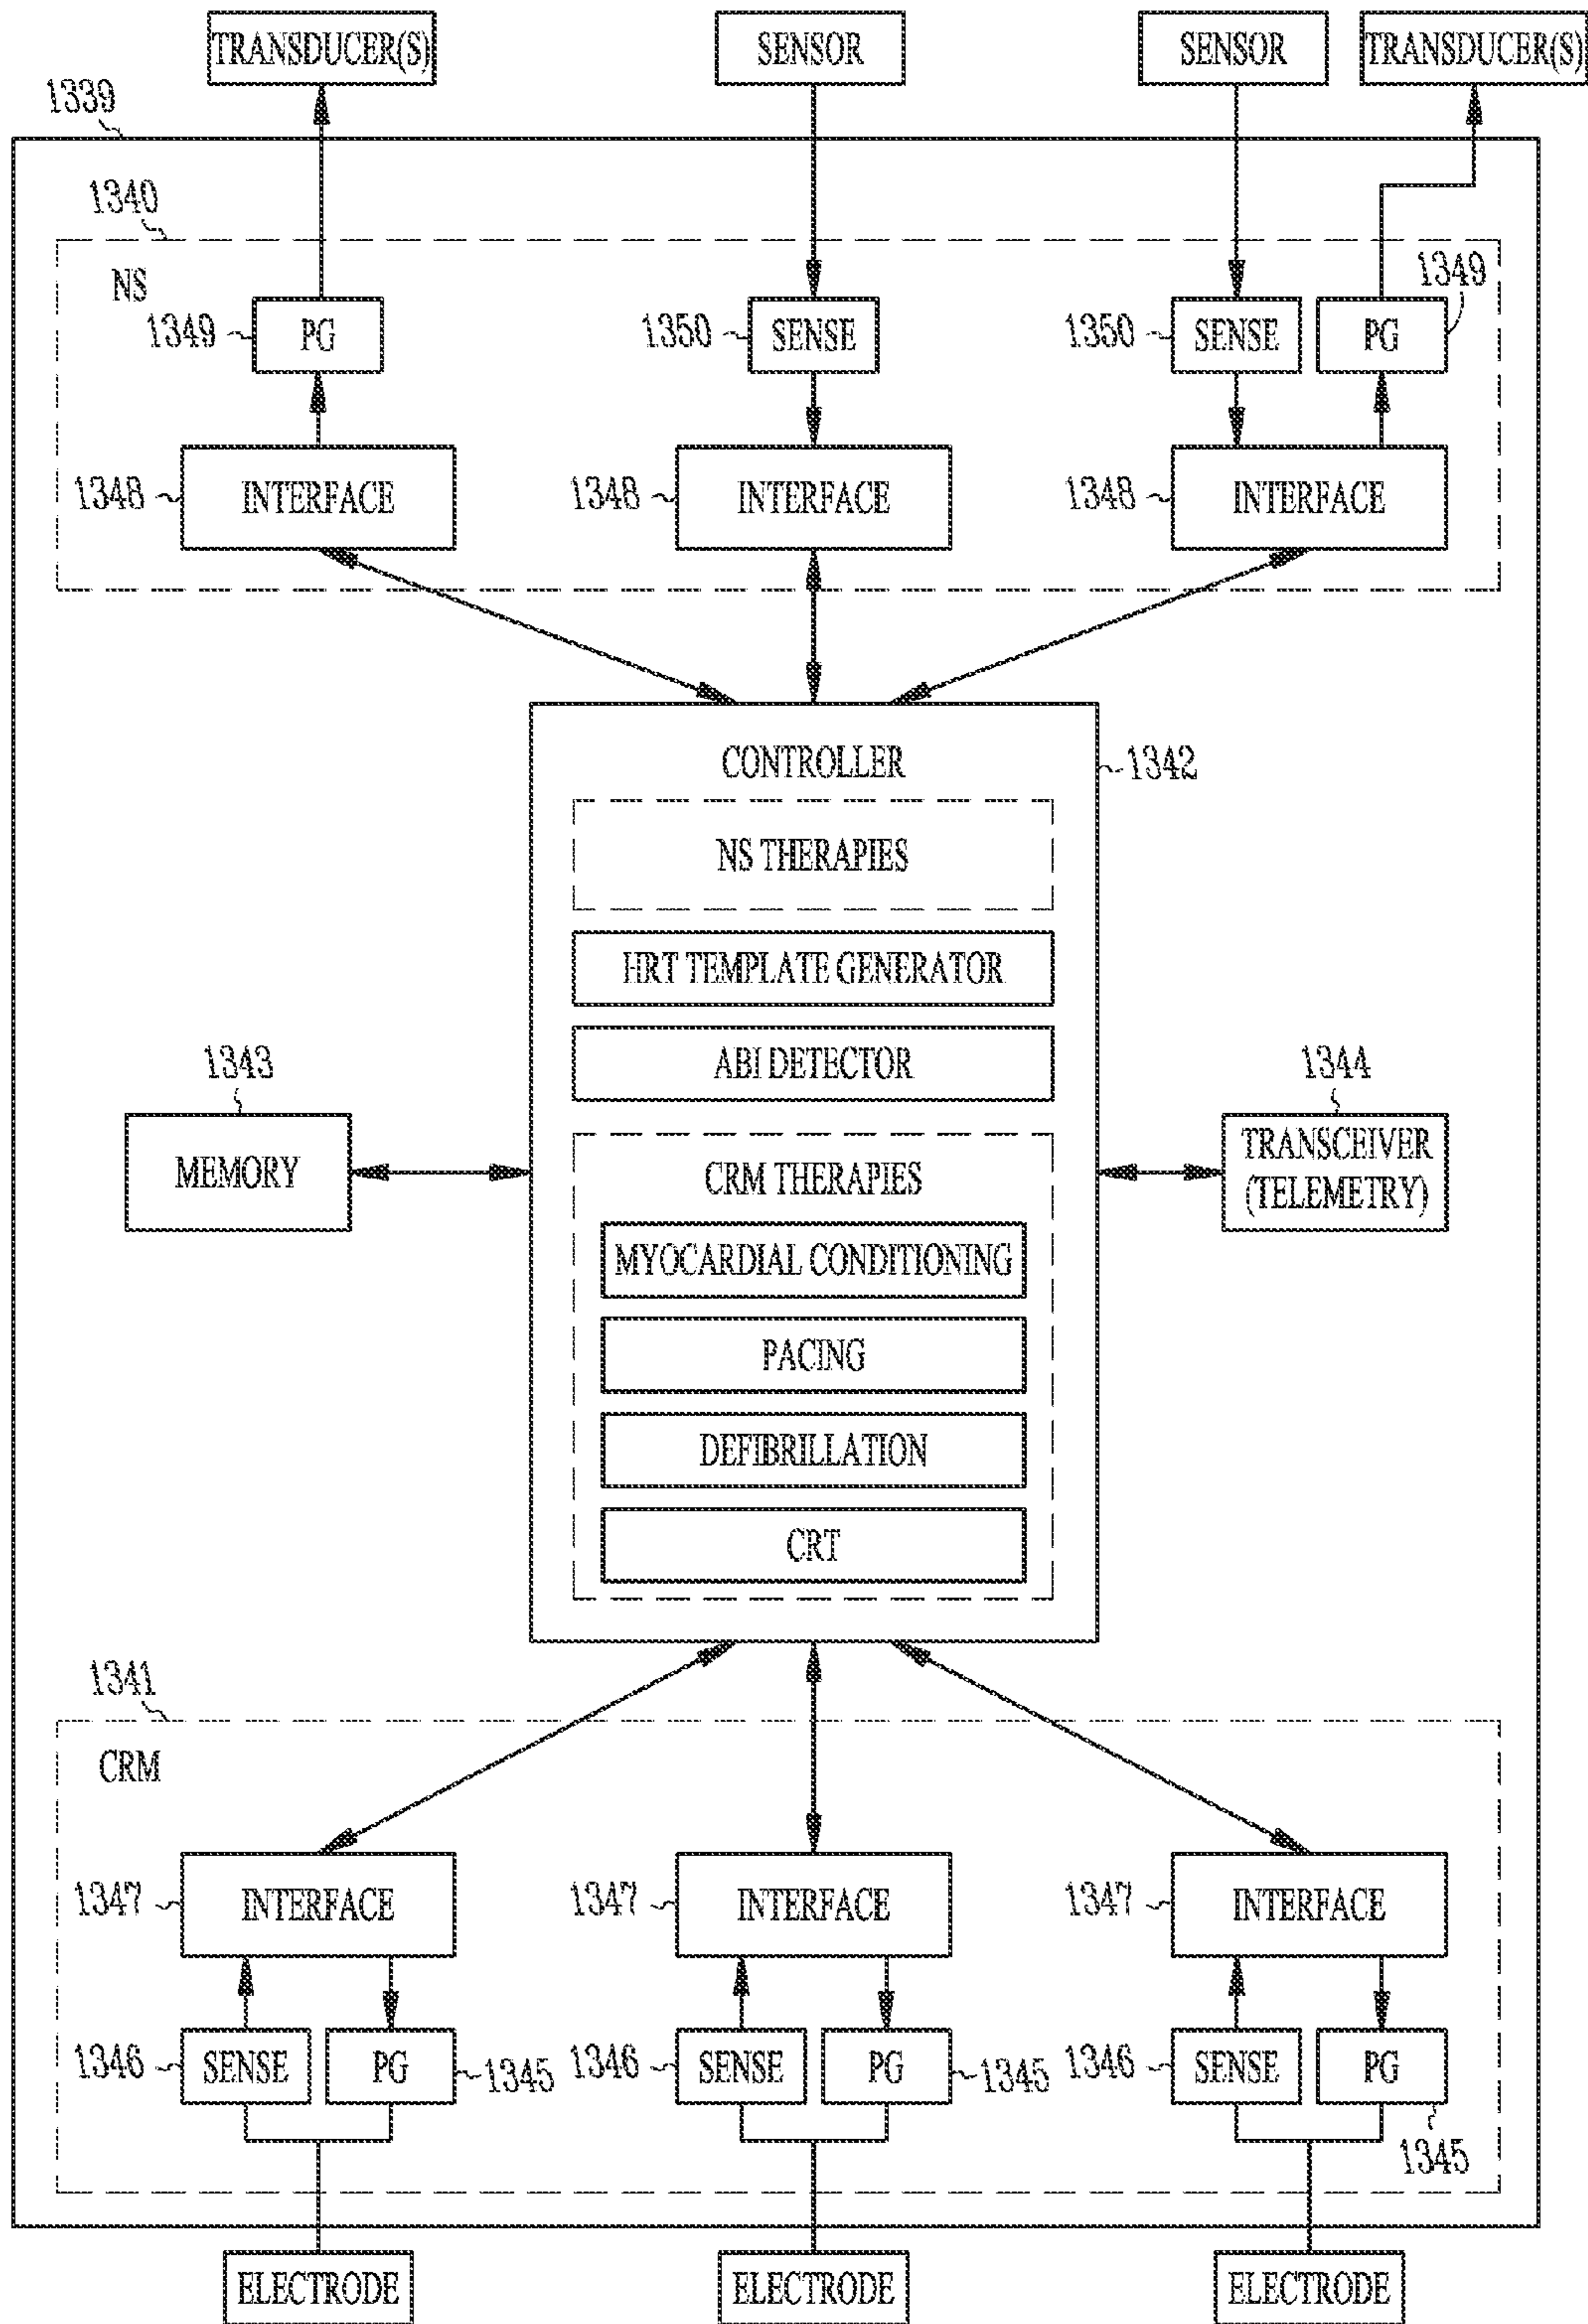 TRANSDUCER(S) SENSOR SENSOR TRANSDUCER(S)
1339
1340
NS
1349
1349 PG 1350 SENSE 1350 SENSE PG
1348 INTERFACE 1348 INTERFACE 1348 INTERFACE
CONTROLLER 1342
NS THERAPIES
HRT TEMPLATE GENERATOR
ABI DETECTOR
1343 1344
MEMORY
TRANSCEIVER
(TELEMETRY)
CRM THERAPIES
MYOCARDIAL CONDITIONING
PACING
DEFIBRILLATION
CRT
1341
CRM
1347 INTERFACE 1347 INTERFACE 1347 INTERFACE
1346 SENSE PG 1345 1346 SENSE PG 1345 1346 SENSE PG
1345
ELECTRODE ELECTRODE ELECTRODE